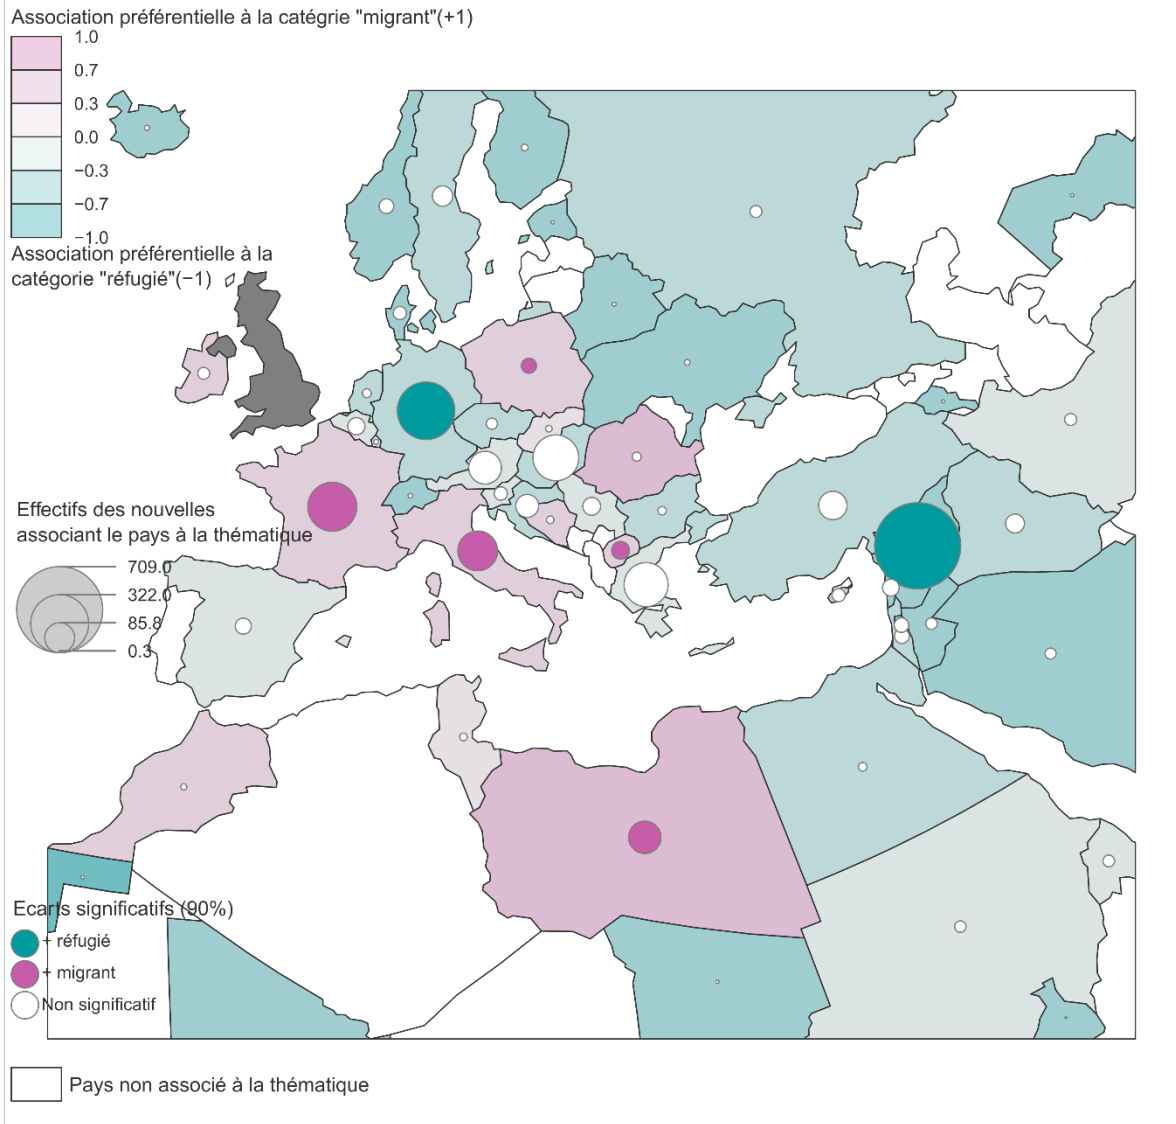 Association préférentielle à la catégrie "migrant"(+1)
1.0
0.7
0.3
0.0
−0.3
−0.7
−1.0
Association préférentielle à la
catégorie "réfugié"(−1)
Effectifs des nouvelles
associant le pays à la thématique
709.0
322.0
85.8
0.3
Ecarts significatifs (90%)
+ réfugié
+ migrant
Non significatif
Pays non associé à la thématique